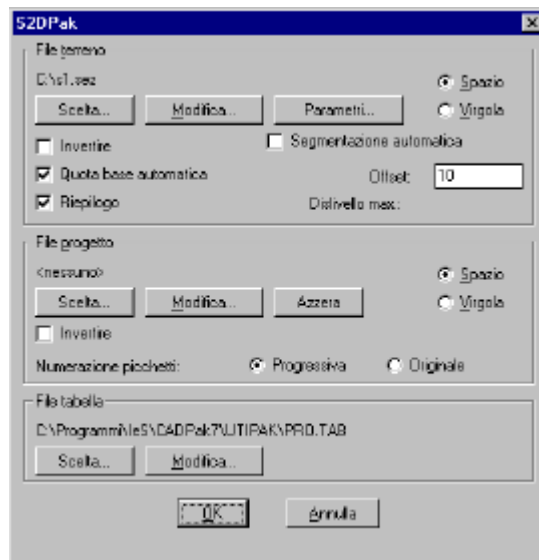 S2DPak
File terreno
C:\s1.sez
Spazio
Scelta... Modifica... Parametri... Virgola
Invertire Segmentazione automatica
Quota base automatica Offset: 10
Riepilogo Dislivello max.:
File progetto
<nessuno> Spazio
Scelta... Modifica... Azzera Virgola
Invertire
Numerazione picchetti: Progressiva Originale
File tabella
C:\Programmi\IeS\CADPak7\UTIPAK\PRO.TAB
Scelta... Modifica...
OK Annulla